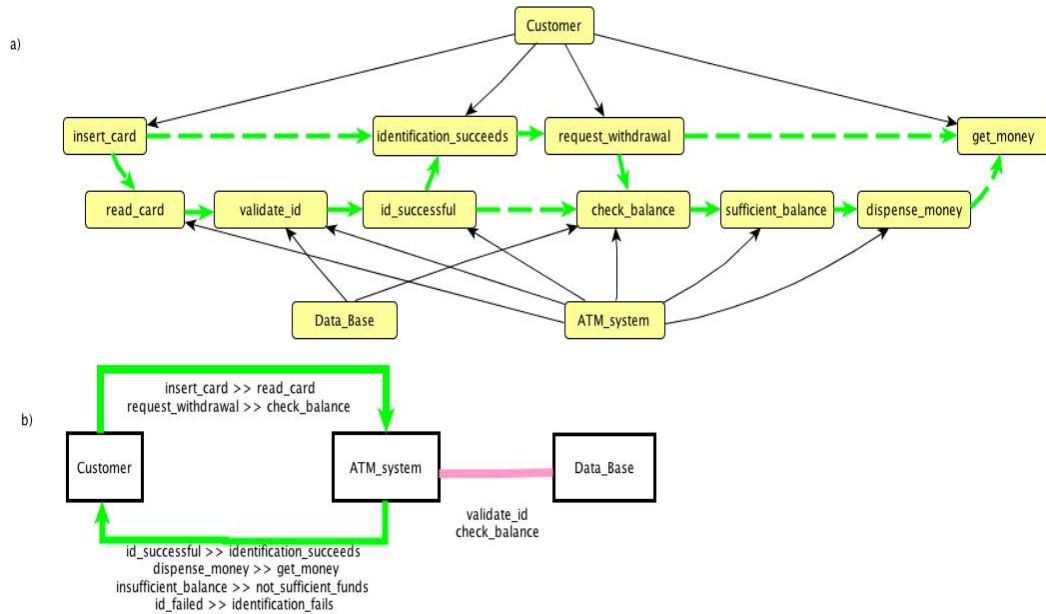 a)
Customer
insert_card
identification_succeeds
request_withdrawal
get_money
read_card
validate_id
id_successful
check_balance
sufficient_balance
dispense_money
Data_Base
ATM_system
b)
insert_card >> read_card
request_withdrawal >> check_balance
Customer
ATM_system
Data_Base
validate_id
check_balance
id_successful >> identification_succeeds
dispense_money >> get_money
insufficient_balance >> not_sufficient_funds
id_failed >> identification_fails